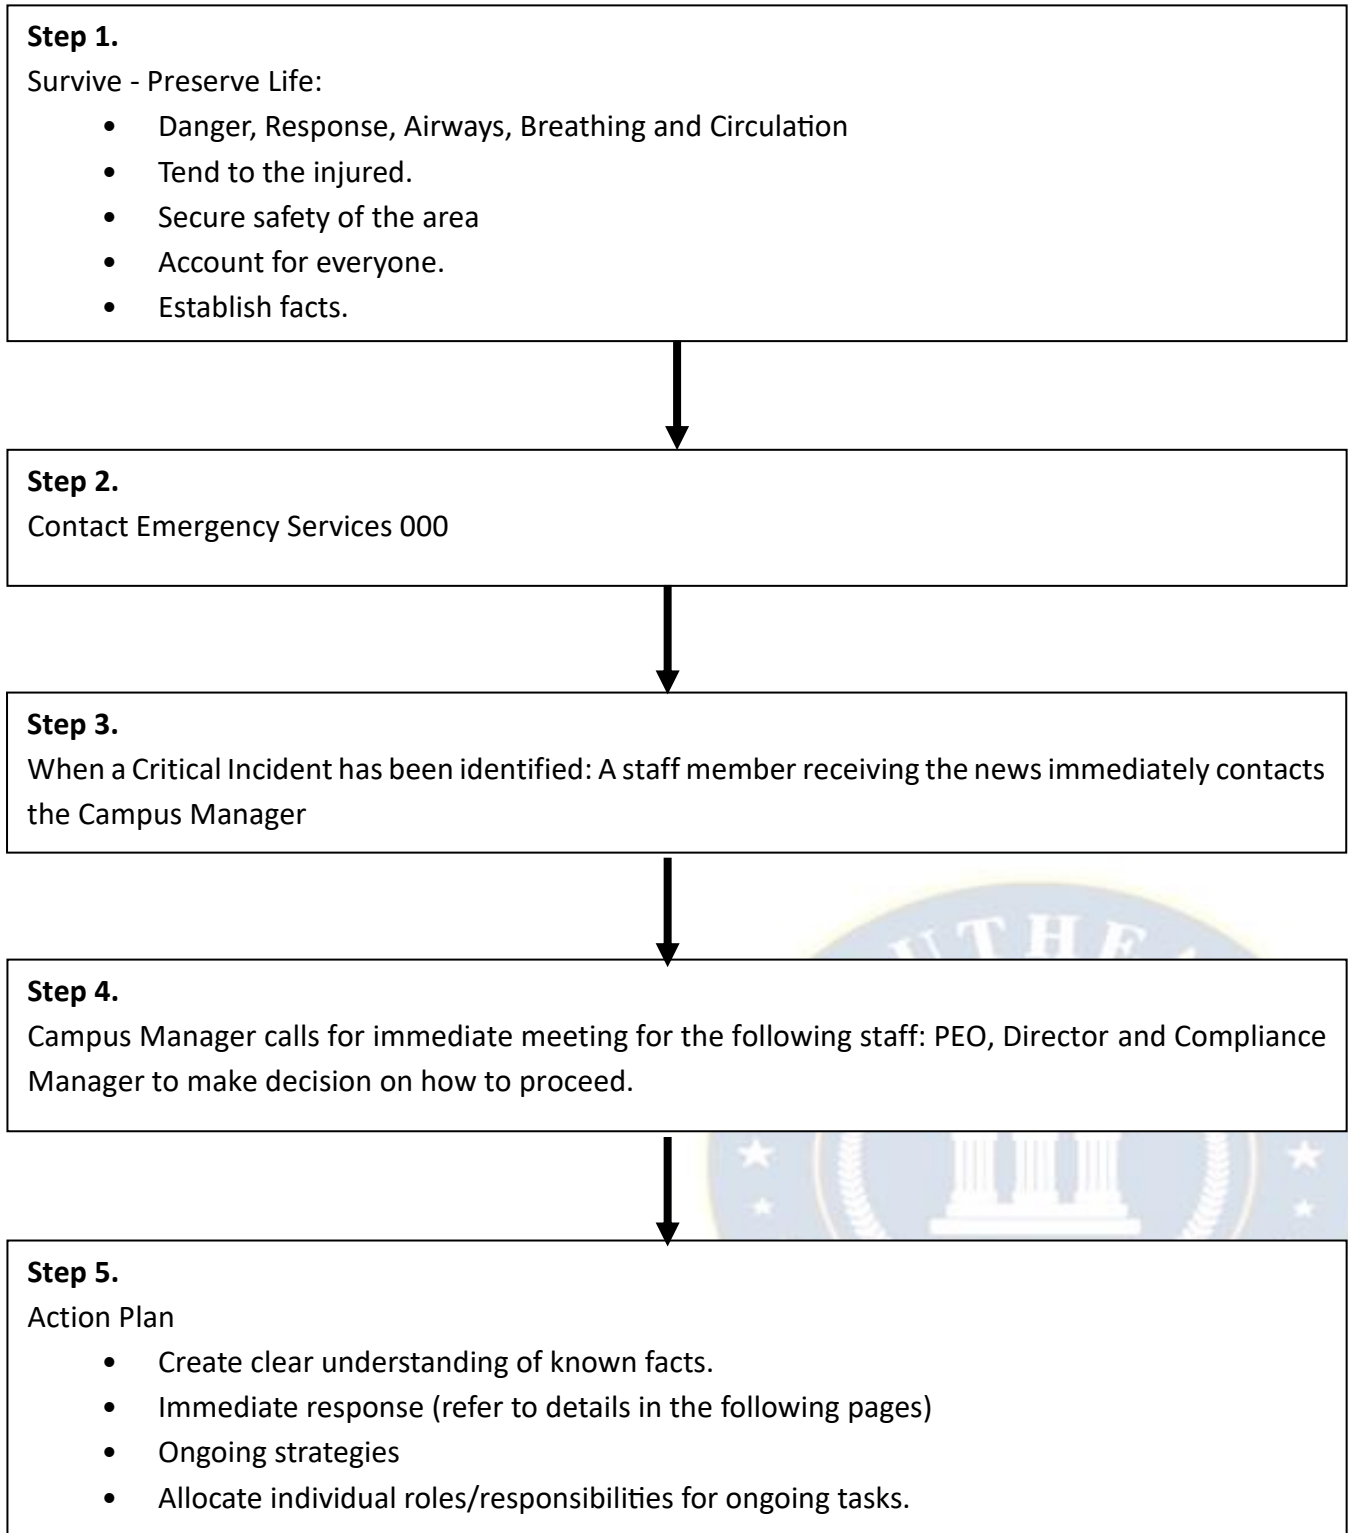 Step 1.
Survive - Preserve Life:
• Danger, Response, Airways, Breathing and Circulation
• Tend to the injured.
• Secure safety of the area
• Account for everyone.
• Establish facts.
Step 2.
Contact Emergency Services 000
Step 3.
When a Critical Incident has been identified: A staff member receiving the news immediately contacts
the Campus Manager
Step 4.
Campus Manager calls for immediate meeting for the following staff: PEO, Director and Compliance
Manager to make decision on how to proceed.
Step 5.
Action Plan
• Create clear understanding of known facts.
• Immediate response (refer to details in the following pages)
• Ongoing strategies
• Allocate individual roles/responsibilities for ongoing tasks.